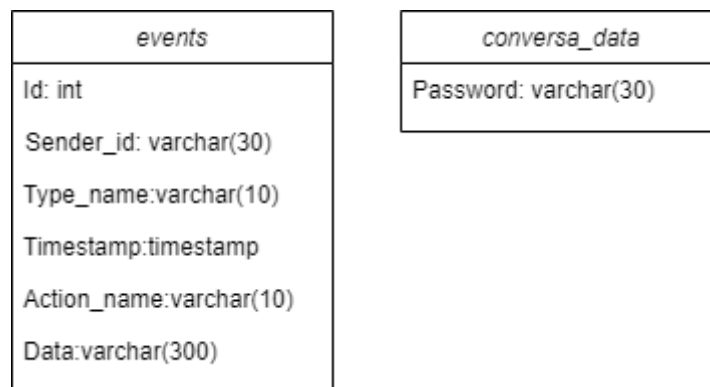 events
Id: int
Sender_id: varchar(30)
Type_name:varchar(10)
Timestamp:timestamp
Action_name:varchar(10)
Data:varchar(300)
conversa_data
Password: varchar(30)